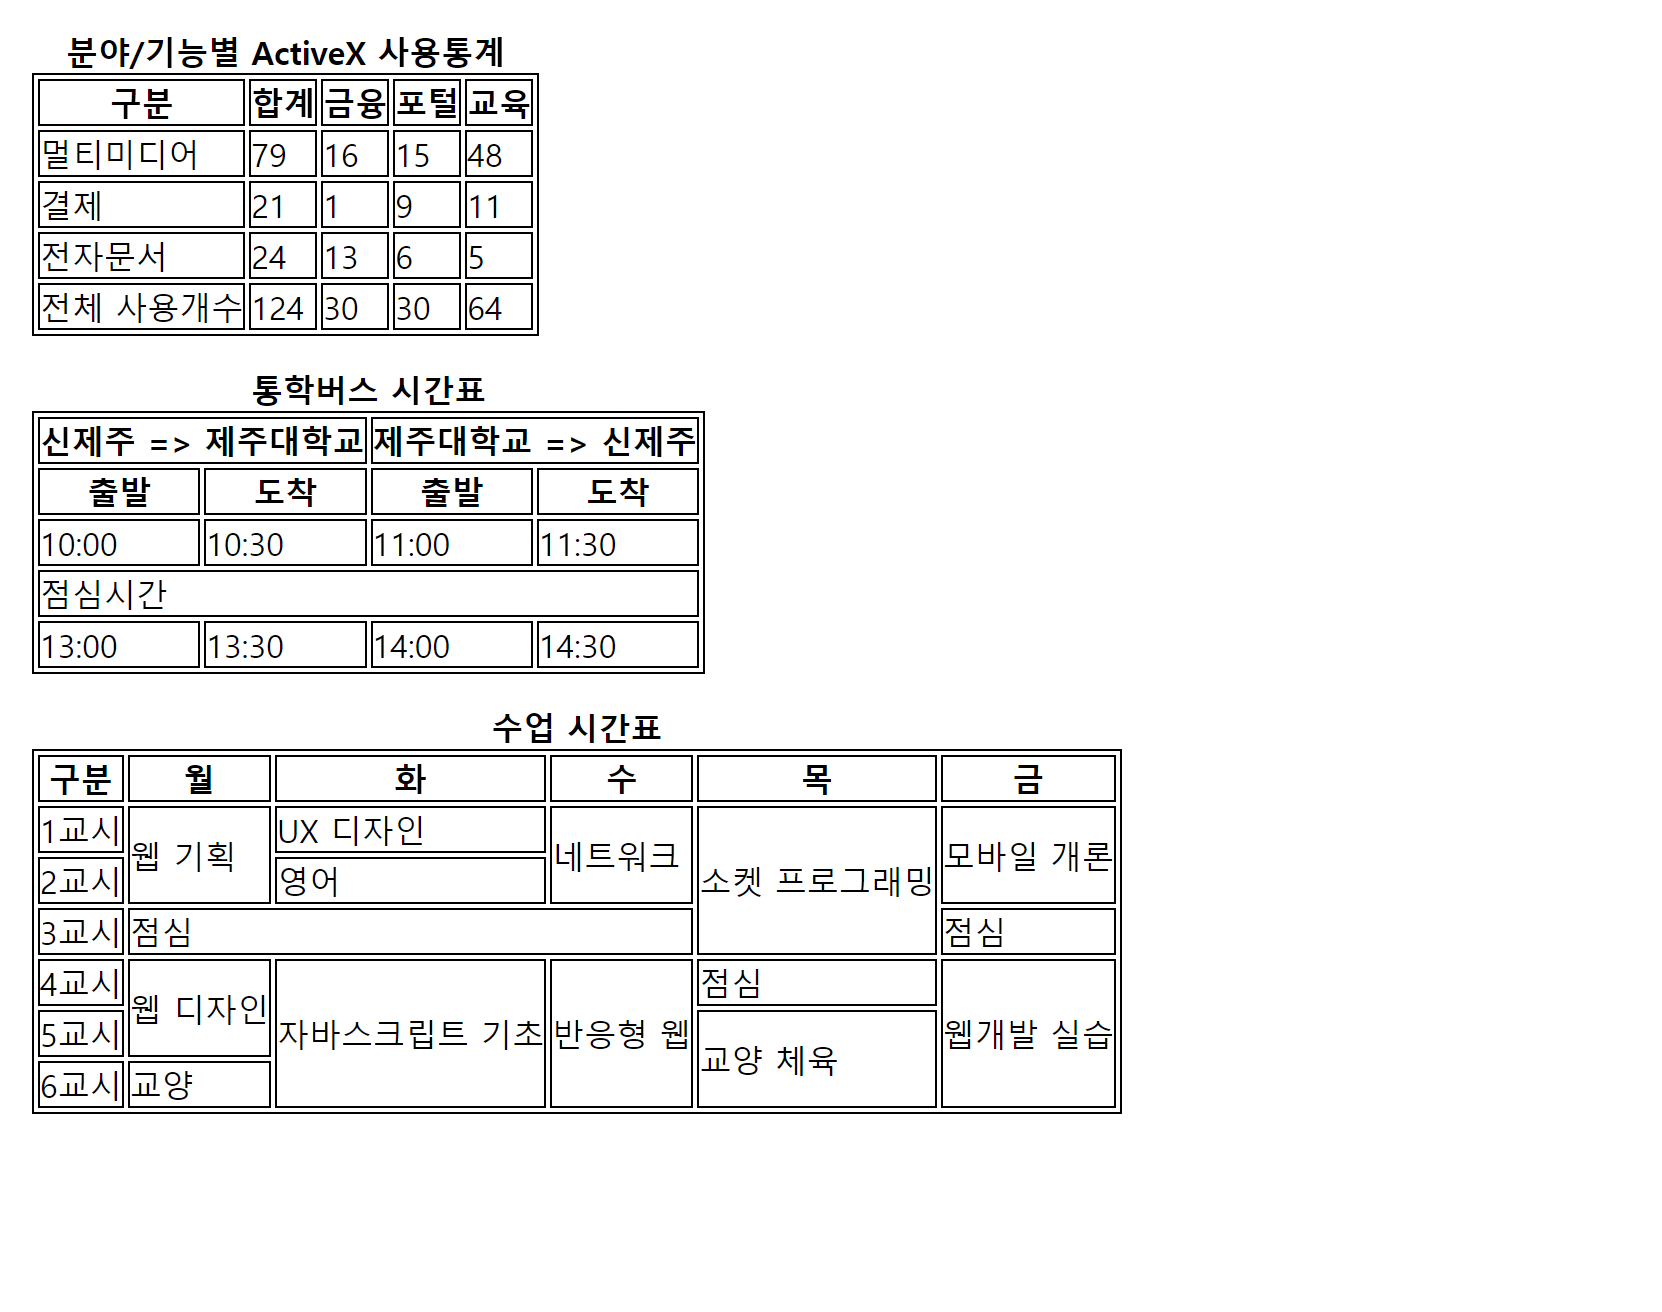 분야/기능별 ActiveX 사용통계
구분 합계 금융 포털 교육
멀티미디어 79 16 15 48
결제 21 1 9 11
전자문서 24 13 6 5
전체 사용개수 124 30 30 64
통학버스 시간표
신제주 => 제주대학교 제주대학교 => 신제주
출발 도착 출발 도착
10:00 10:30 11:00 11:30
점심시간
13:00 13:30 14:00 14:30
수업 시간표
구분 월 화 수 목 금
1교시 웹 기획 UX 디자인 네트워크 소켓 프로그래밍 모바일 개론
2교시 영어
3교시 점심 점심
4교시 웹 디자인 자바스크립트 기초 반응형 웹 점심 웹개발 실습
5교시 교양 체육
6교시 교양